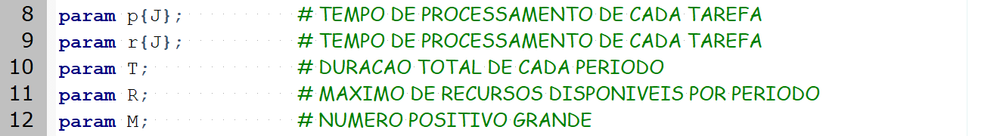 8 param p{J}; # TEMPO DE PROCESSAMENTO DE CADA TAREFA
9 param r{J}; # TEMPO DE PROCESSAMENTO DE CADA TAREFA
10 param T; # DURACAO TOTAL DE CADA PERIODO
11 param R; # MAXIMO DE RECURSOS DISPONIVEIS POR PERIODO
12 param M; # NUMERO POSITIVO GRANDE